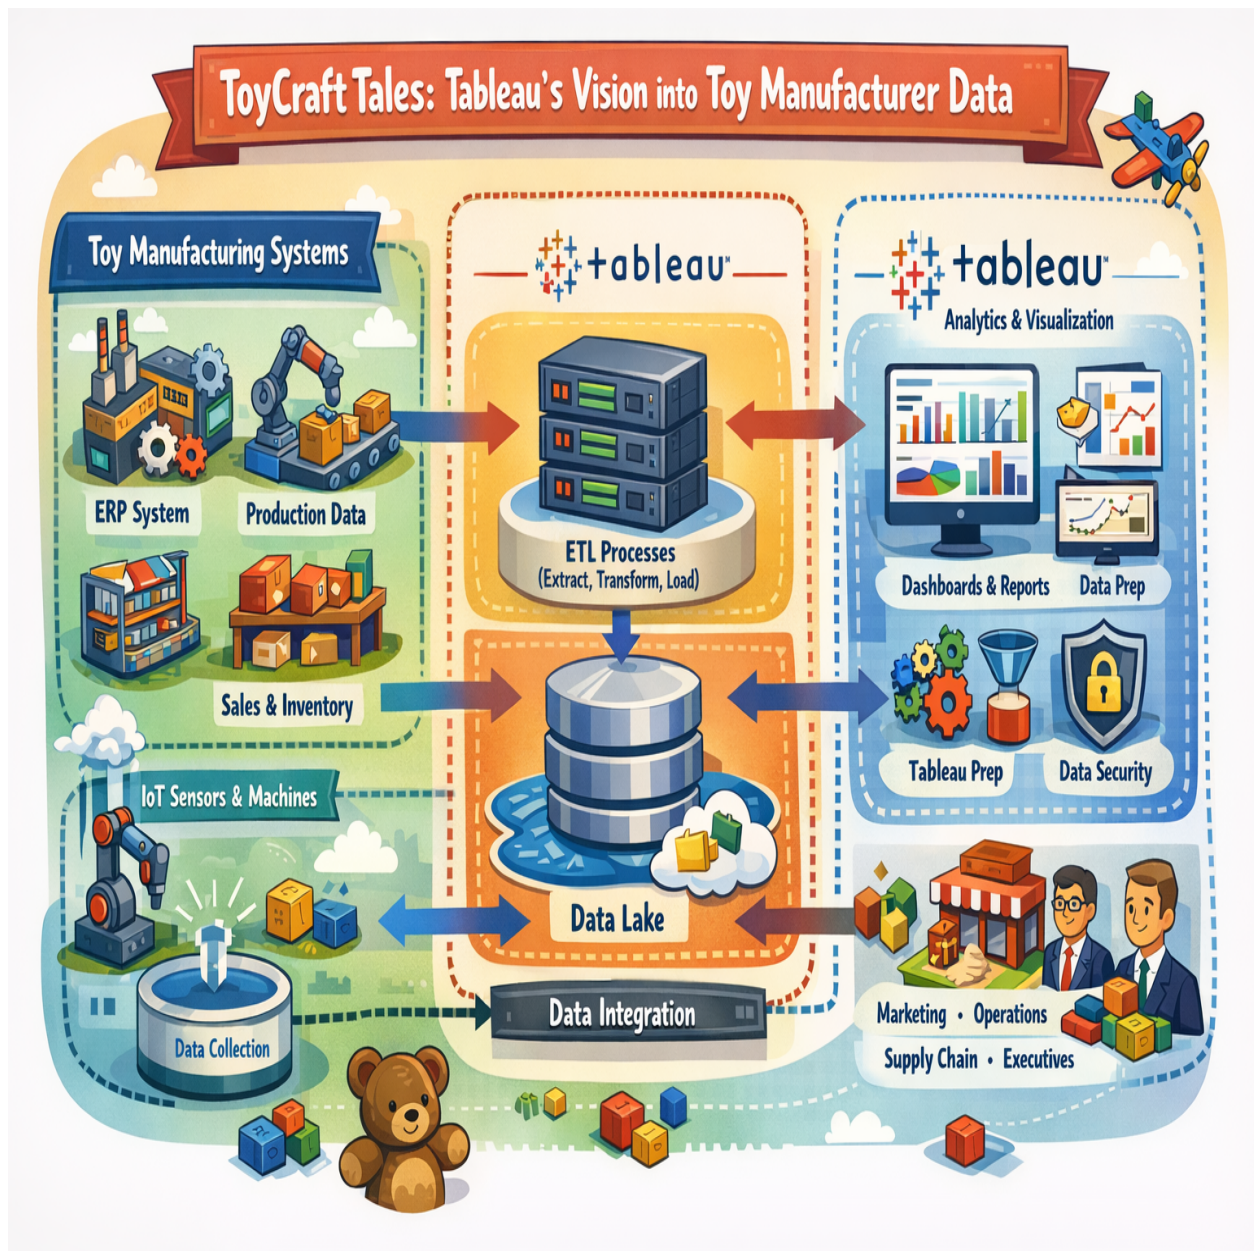 ToyCraft Tales: Tableau's Vision into Toy Manufacturer Data
Toy Manufacturing Systems
ERP System
Production Data
Sales & Inventory
IoT Sensors & Machines
Data Collection
tableau
ETL Processes
(Extract, Transform, Load)
Data Lake
Data Integration
tableau
Analytics & Visualization
Dashboards & Reports
Data Prep
Tableau Prep
Data Security
Marketing • Operations
Supply Chain • Executives